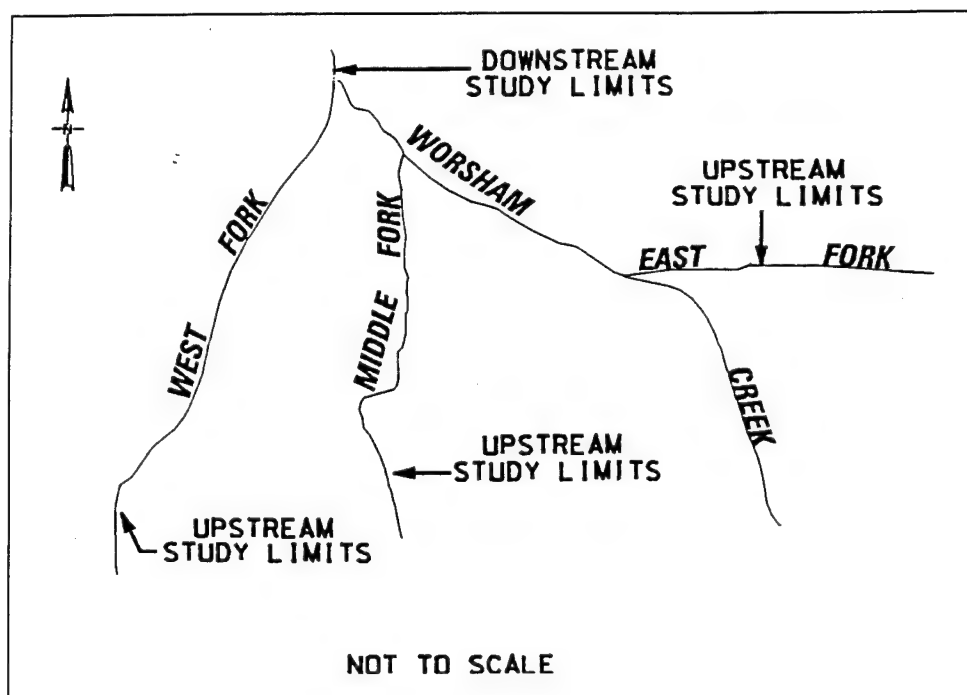 DOWNSTREAM
STUDY LIMITS
N
WORSHAM
UPSTREAM
STUDY LIMITS
FORK
FORK
EAST FORK
WEST
MIDDLE
CREEK
UPSTREAM
STUDY LIMITS
UPSTREAM
STUDY LIMITS
NOT TO SCALE